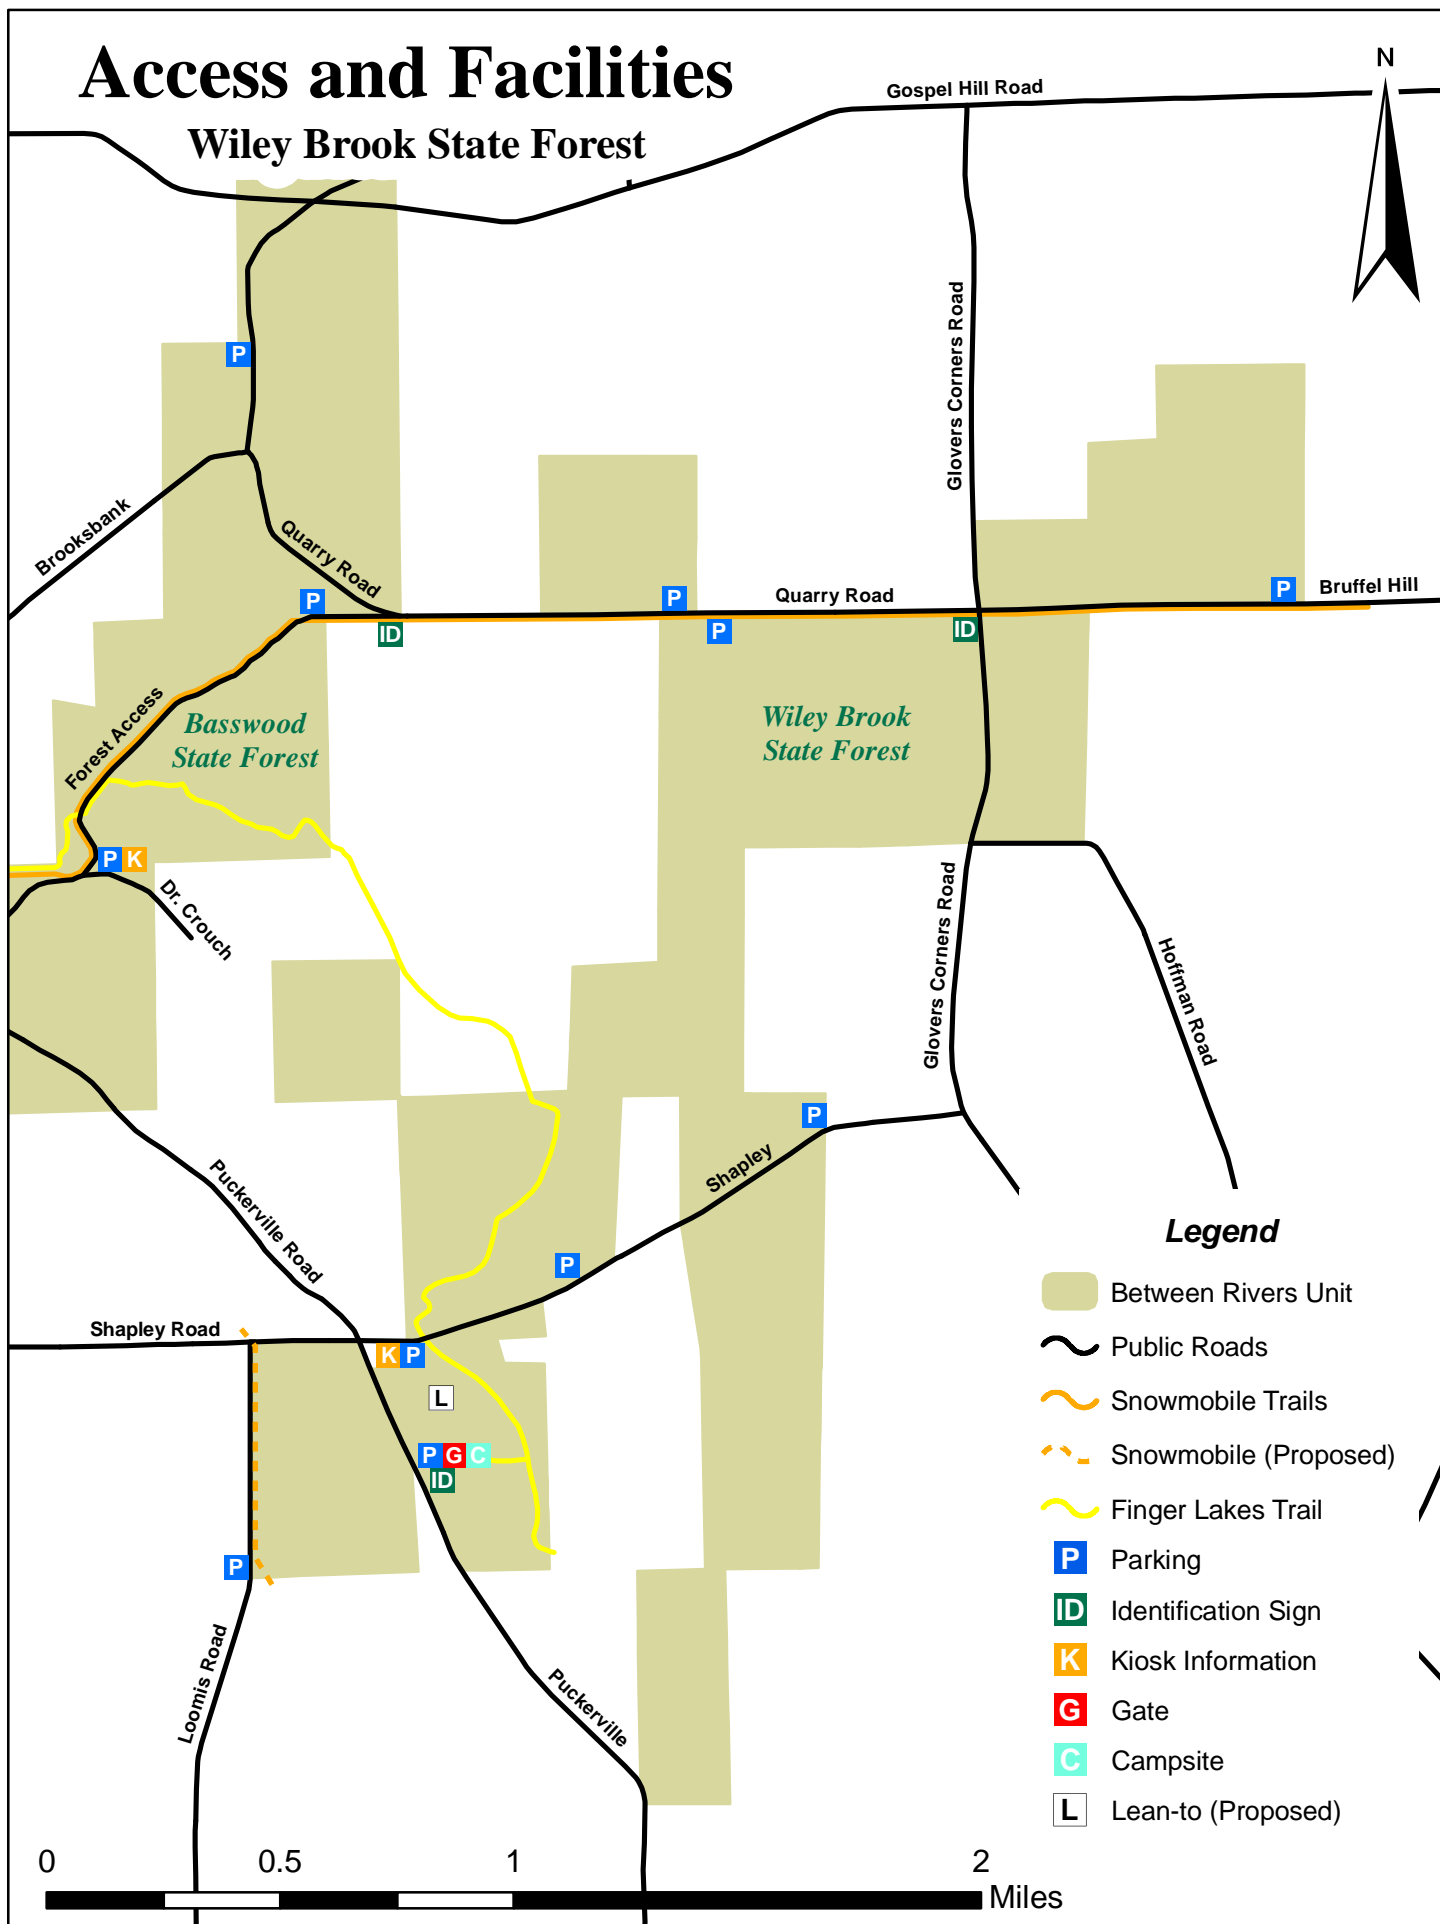 Access and Facilities
Wiley Brook State Forest
Gospel Hill Road
N
Glovers Corners Road
P
Brooksbank
Quarry Road
P
P
Quarry Road
P
Bruffel Hill
ID
P
ID
Forest Access
Basswood
State Forest
Wiley Brook
State Forest
P K
Dr. Crouch
Glovers Corners Road
Hoffman Road
P
Shapley
Puckerville Road
P
Shapley Road
K P
L
P G C
ID
P
Loomis Road
Puckerville
Legend
Between Rivers Unit
Public Roads
Snowmobile Trails
Snowmobile (Proposed)
Finger Lakes Trail
P Parking
ID Identification Sign
K Kiosk Information
G Gate
C Campsite
L Lean-to (Proposed)
0 0.5 1 2
Miles